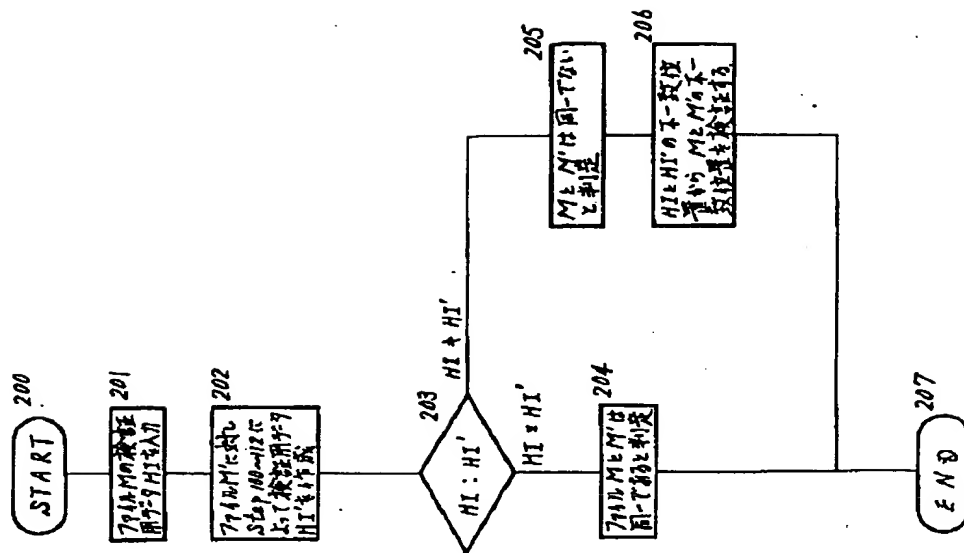 START
200
201
ファイルMの検証
用データHIを入力
202
ファイルM'に対し
Step 100〜112に
よって検証用データ
HI'を作成
203
HI : HI'
HI ≠ HI'
HI = HI'
204
ファイルMとM'は
同一であると判定
205
MとM'は同一でない
と判定
206
HIとHI'の不一致位
置からMとM'の不一
致位置を検証する
207
END